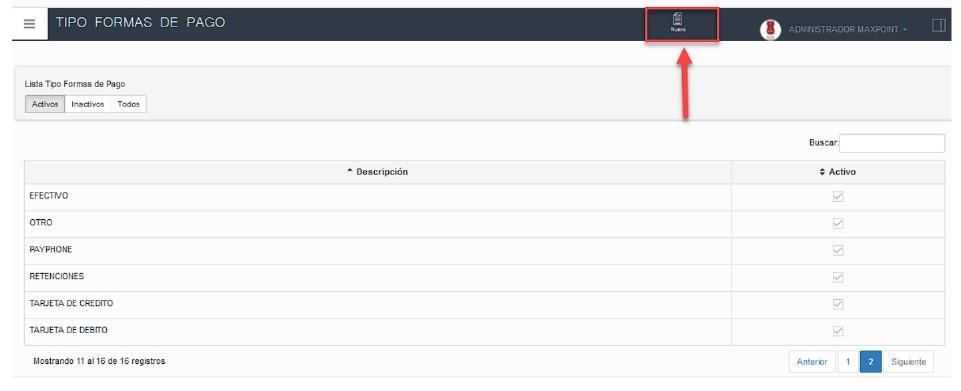 TIPO FORMAS DE PAGO
Nuevo
ADMINISTRADOR MAXPOINT
Lista Tipo Formas de Pago
Activos Inactivos Todos
Buscar:
Descripción Activo
EFECTIVO
OTRO
PAYPHONE
RETENCIONES
TARJETA DE CREDITO
TARJETA DE DEBITO
Mostrando 11 al 16 de 16 registros
Anterior 1 2 Siguiente